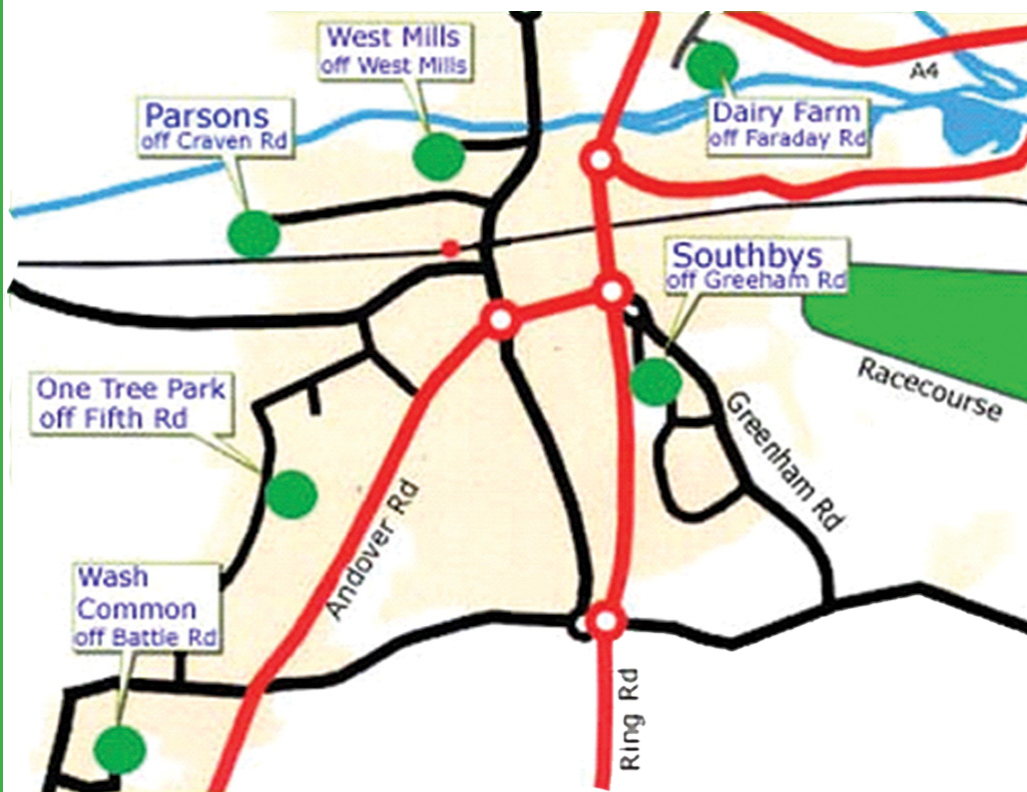 West Mills
off West Mills
Parsons
off Craven Rd
A4
Dairy Farm
off Faraday Rd
Southbys
off Greeham Rd
Racecourse
One Tree Park
off Fifth Rd
Greenham Rd
Andover Rd
Wash
Common
off Battle Rd
Ring Rd